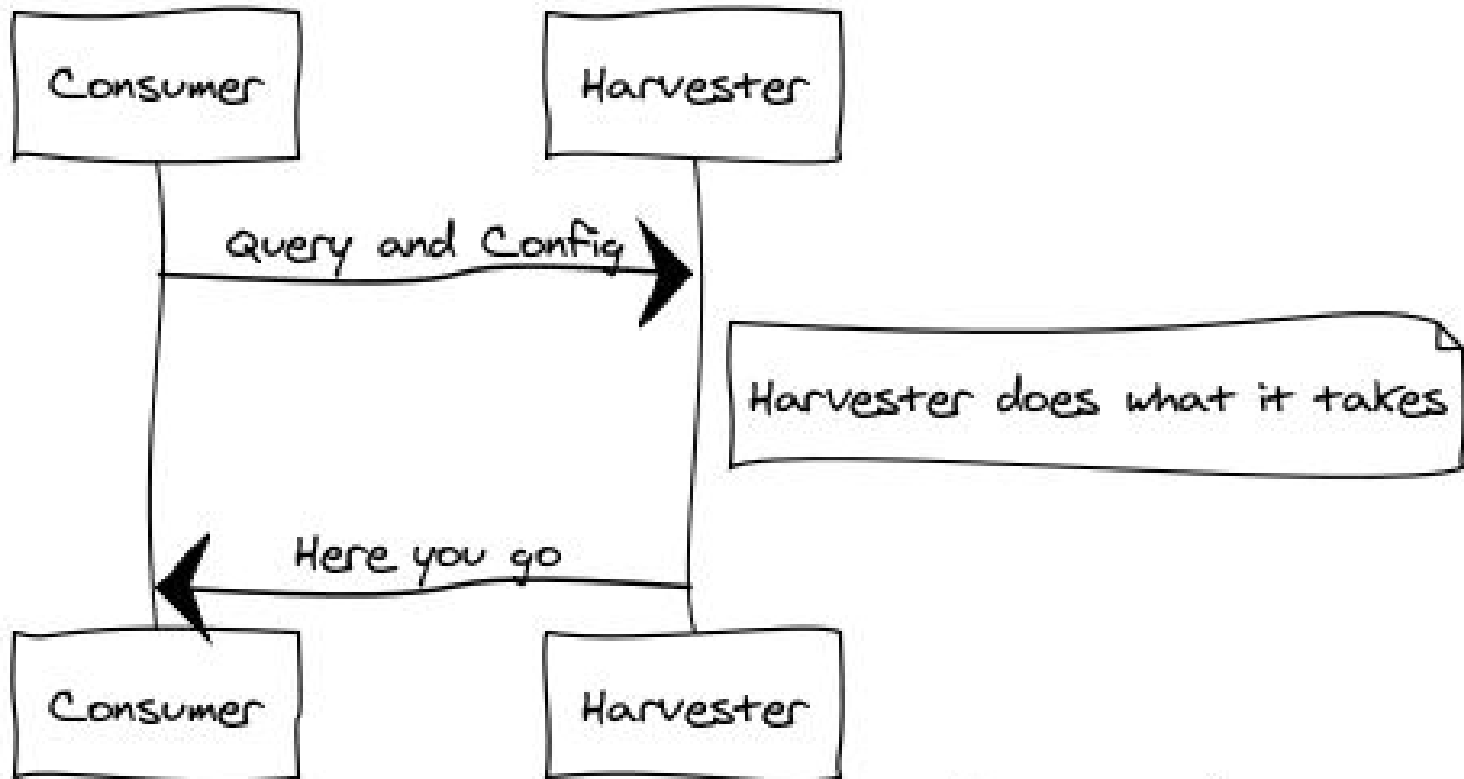 Consumer
Harvester
Query and Config
Harvester does what it takes
Here you go
Consumer
Harvester